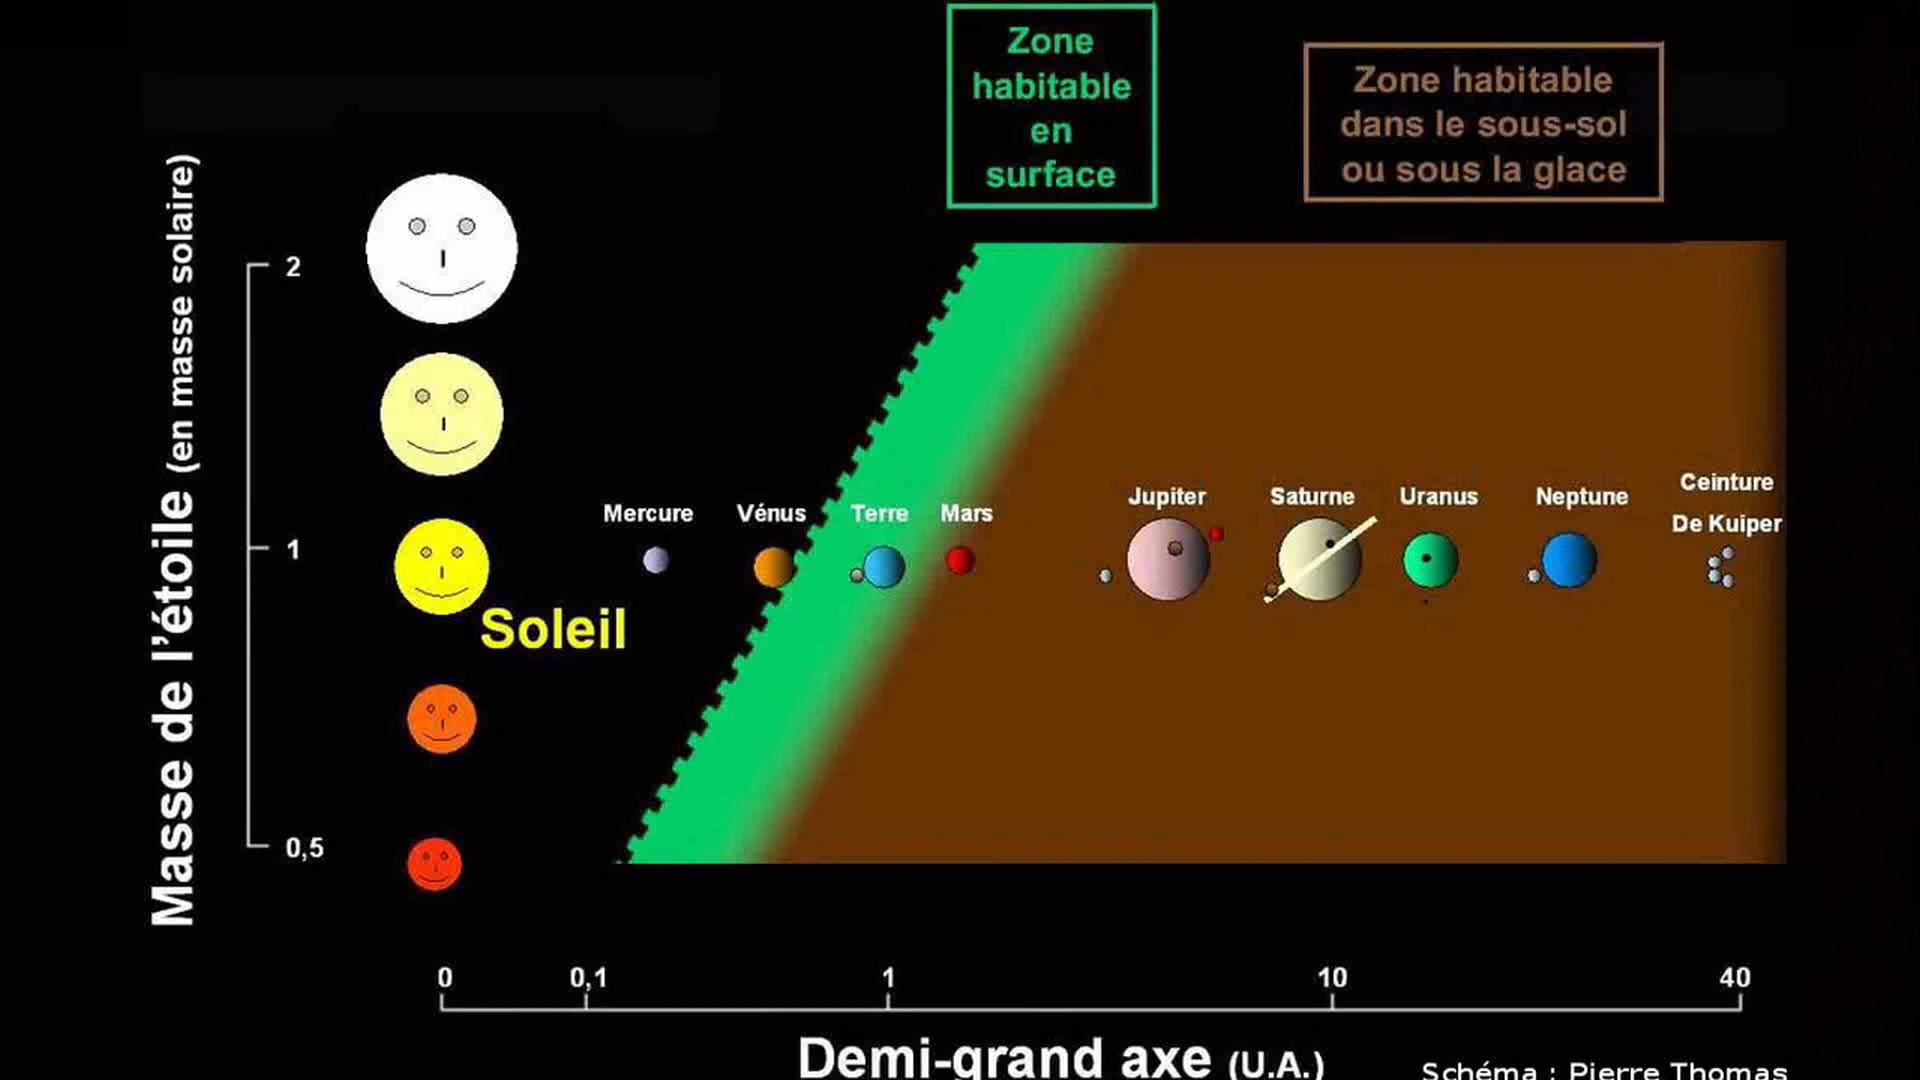 Zone
habitable
en
surface
Zone habitable
dans le sous-sol
ou sous la glace
Masse de l'étoile (en masse solaire)
2
1
0,5
Soleil
Mercure
Vénus
Terre
Mars
Jupiter
Saturne
Uranus
Neptune
Ceinture
De Kuiper
0
0,1
1
10
40
Demi-grand axe (U.A.)
Schéma : Pierre Thomas